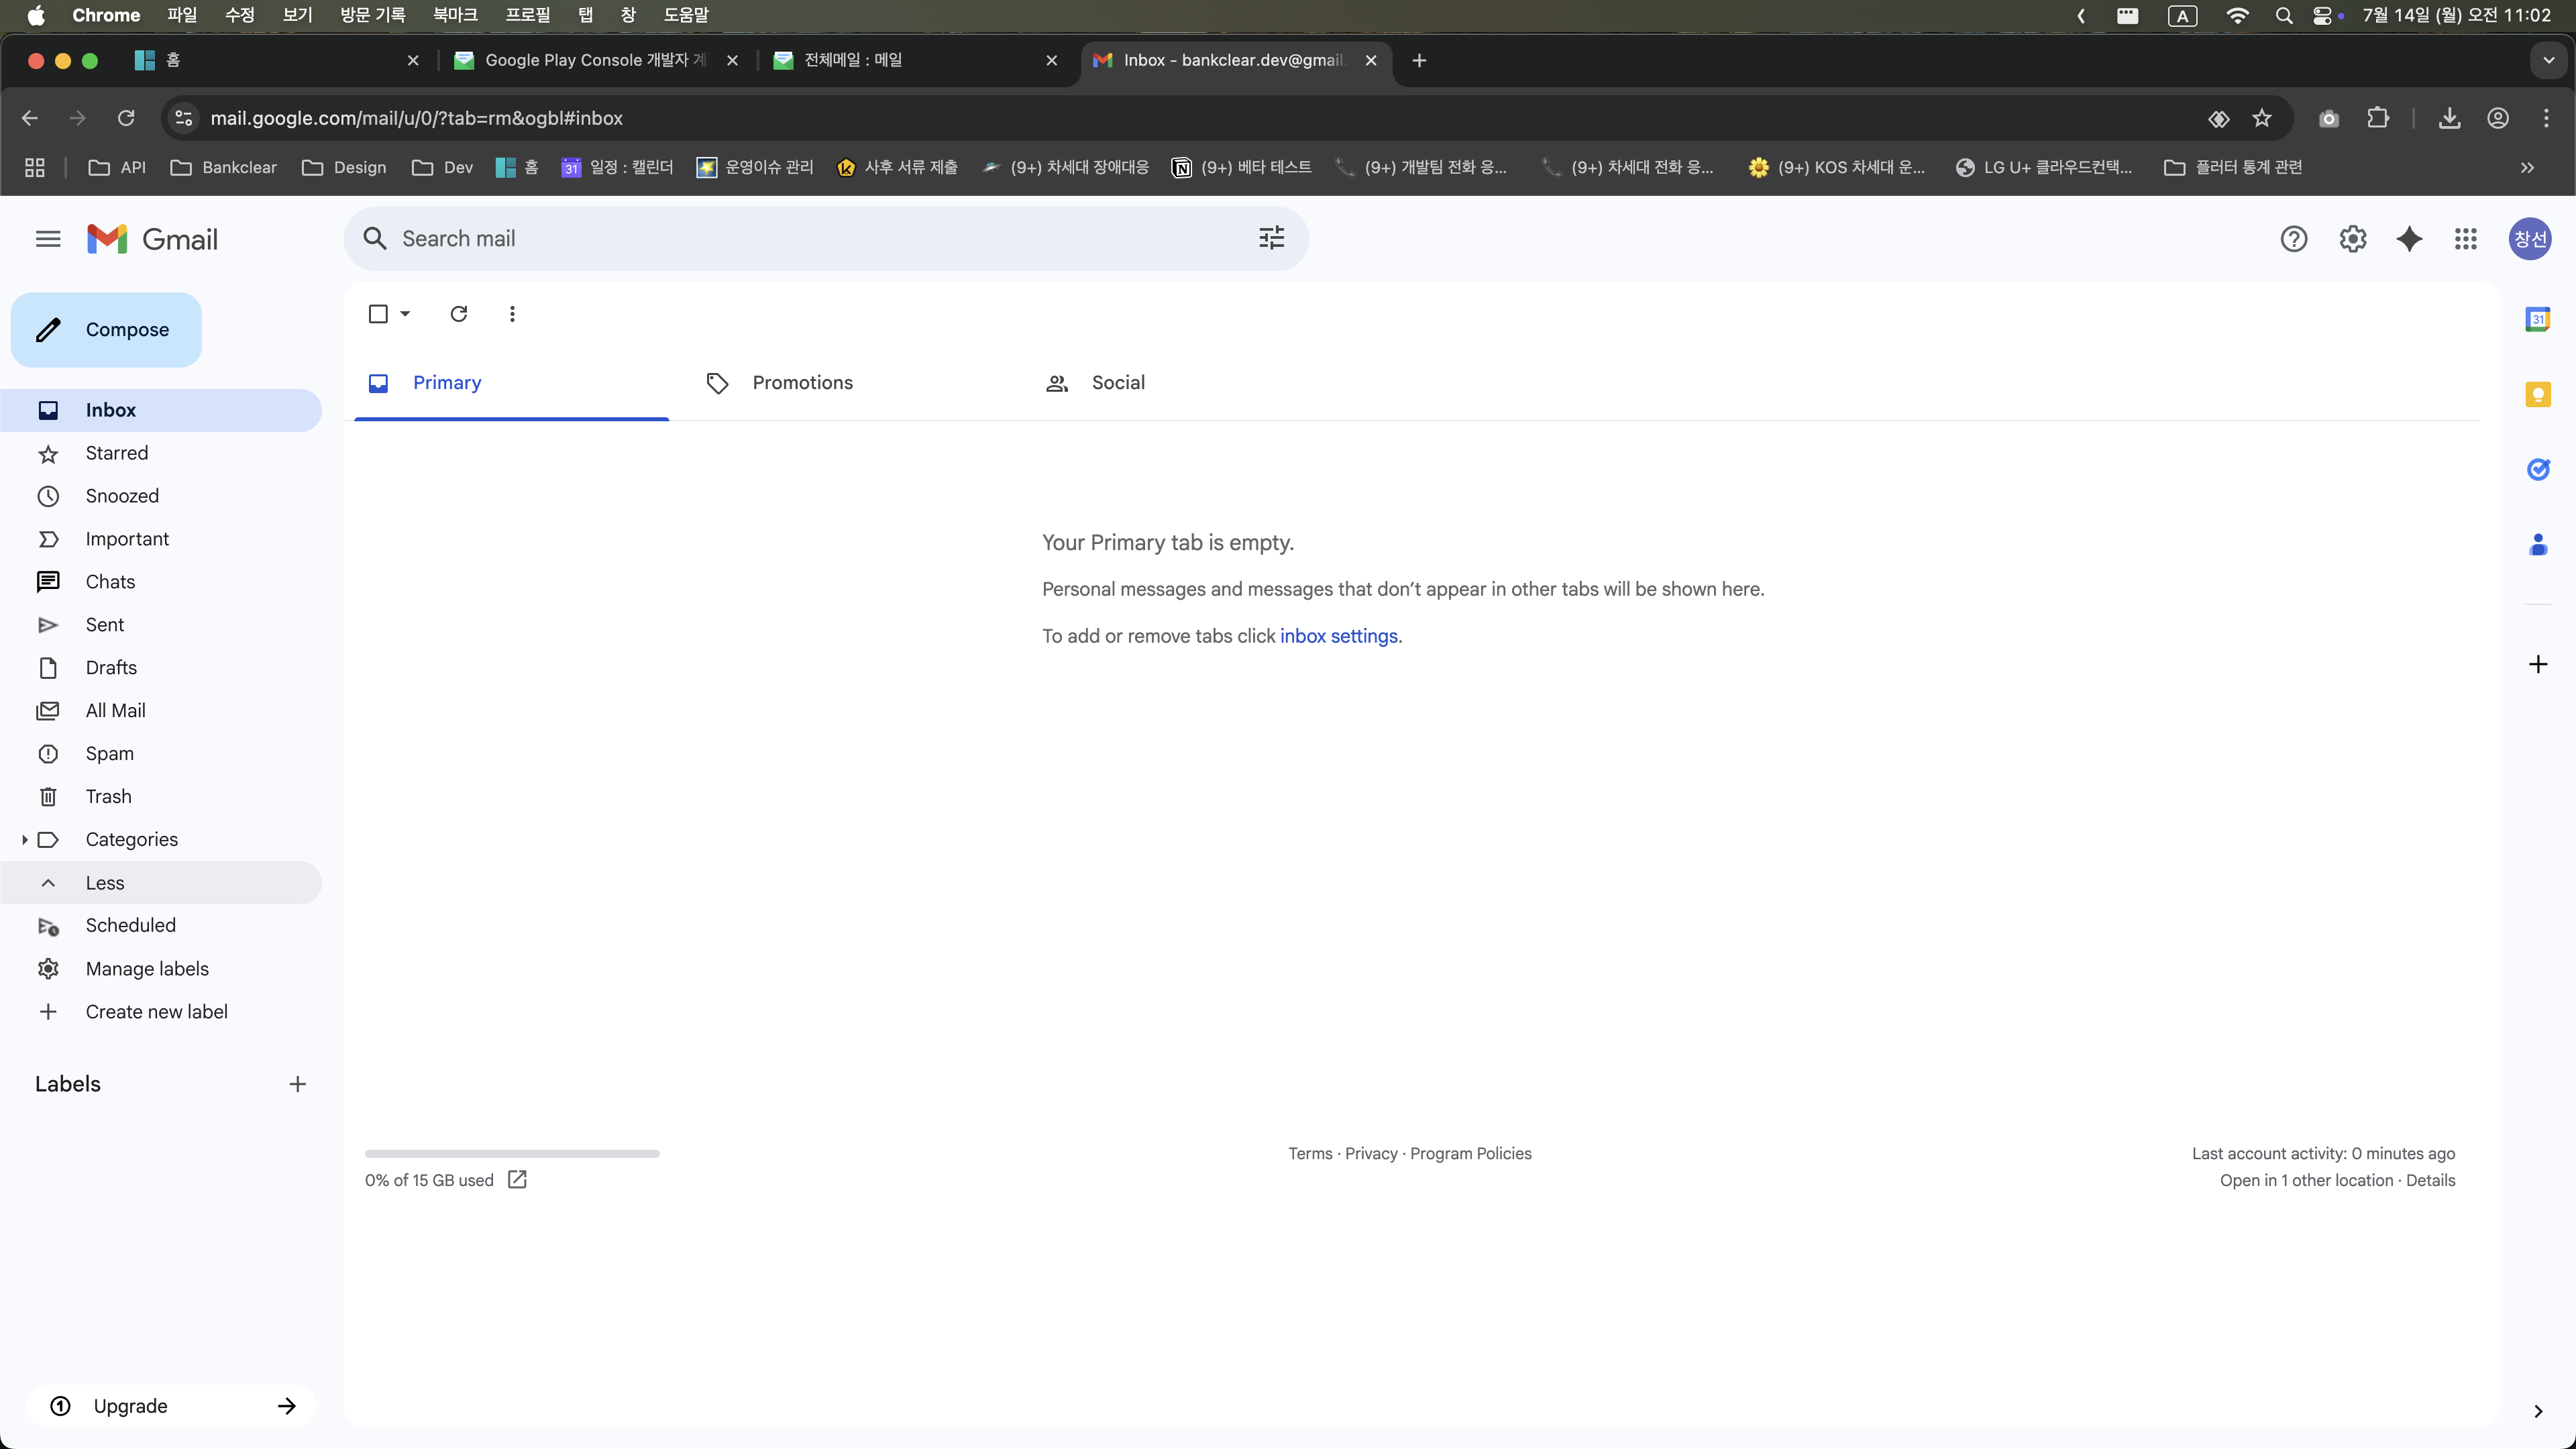 Chrome 파일 수정 보기 방문 기록 북마크 프로필 탭 창 도움말 A 7월 14일 (월) 오전 11:02
홈 Google Play Console 개발자 계 전체메일 : 메일 Inbox - bankclear.dev@gmail.
mail.google.com/mail/u/0/?tab=rm&ogbl#inbox
API Bankclear Design Dev 홈 31 일정 : 캘린더 운영이슈 관리 사후 서류 제출 (9+) 차세대 장애대응 (9+) 베타 테스트 (9+) 개발팀 전화 응... (9+) 차세대 전화 응... (9+) KOS 차세대 운... LG U+ 클라우드컨택... 플러터 통계 관련
Gmail Search mail 창선
Compose
31
Primary Promotions Social
Inbox
Starred
Snoozed
Important
Chats
Sent
Drafts
All Mail
Spam
Trash
Categories
Less
Scheduled
Manage labels
Create new label
Labels
Your Primary tab is empty.
Personal messages and messages that don’t appear in other tabs will be shown here.
To add or remove tabs click inbox settings.
0% of 15 GB used
Terms · Privacy · Program Policies
Last account activity: 0 minutes ago
Open in 1 other location · Details
Upgrade